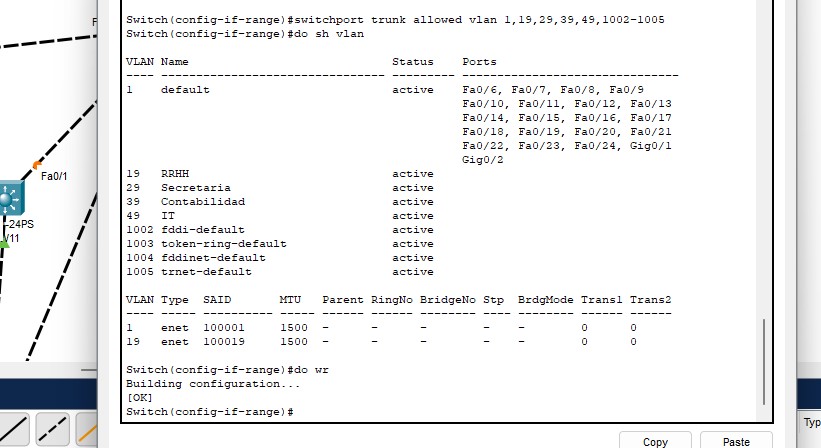 Switch(config-if-range)#switchport trunk allowed vlan 1,19,29,39,49,1002-1005
Switch(config-if-range)#do sh vlan
VLAN Name                             Status    Ports
---- -------------------------------- --------- -------------------------------
1    default                          active    Fa0/6, Fa0/7, Fa0/8, Fa0/9
                                                Fa0/10, Fa0/11, Fa0/12, Fa0/13
                                                Fa0/14, Fa0/15, Fa0/16, Fa0/17
                                                Fa0/18, Fa0/19, Fa0/20, Fa0/21
                                                Fa0/22, Fa0/23, Fa0/24, Gig0/1
                                                Gig0/2
19   RRHH                             active
29   Secretaria                       active
39   Contabilidad                     active
49   IT                               active
1002 fddi-default                     active
1003 token-ring-default               active
1004 fddinet-default                  active
1005 trnet-default                    active
VLAN Type  SAID       MTU   Parent RingNo BridgeNo Stp  BrdgMode Trans1 Trans2
---- ----- ---------- ----- ------ ------ -------- ---- -------- ------ ------
1    enet  100001     1500  -      -      -        -    -        0      0
19   enet  100019     1500  -      -      -        -    -        0      0
Switch(config-if-range)#do wr
Building configuration...
[OK]
Switch(config-if-range)#
Copy
Paste
F
Fa0/1
-24PS
V11
Typ